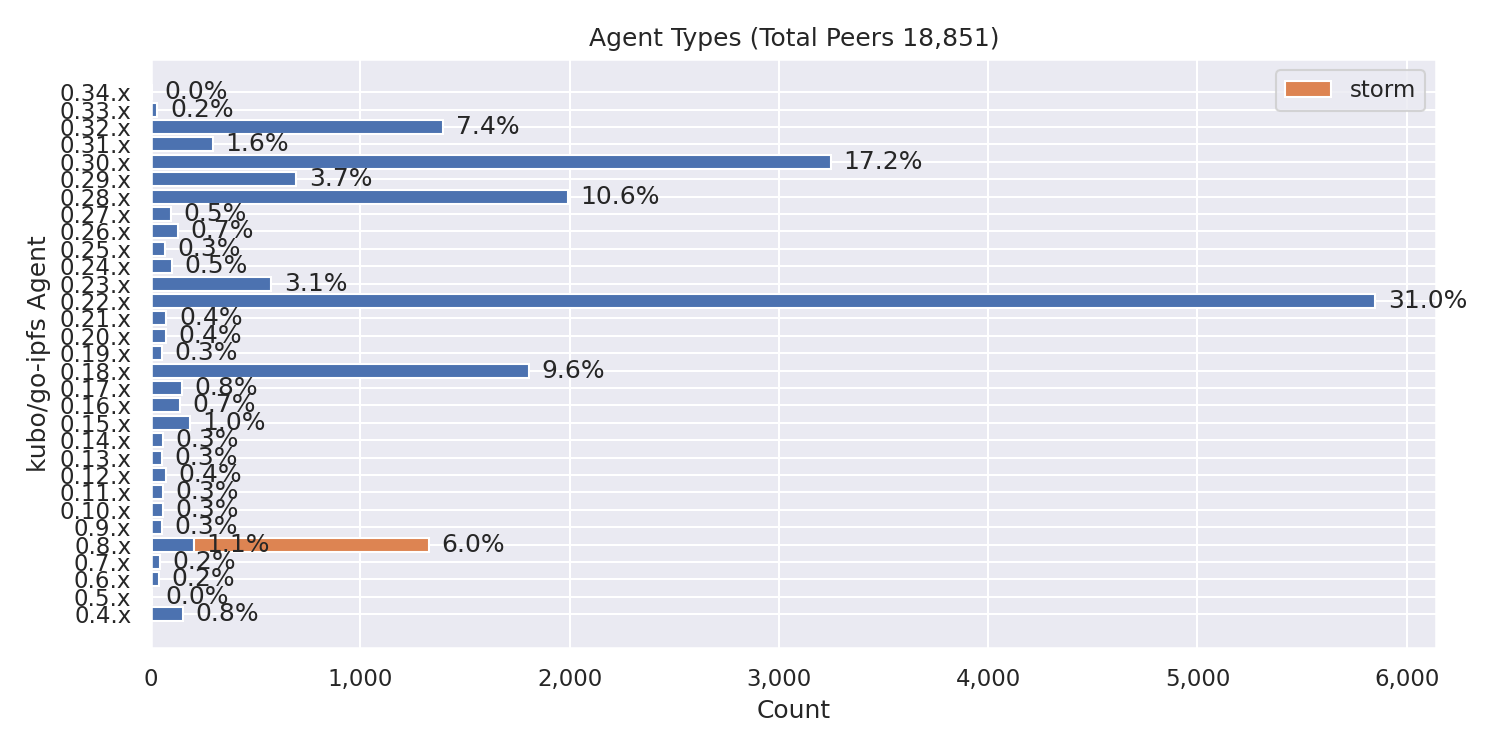 Agent Types (Total Peers 18,851)
storm
kubo/go-ipfs Agent
0.34.x 0.0%
0.33.x 0.2%
0.32.x 7.4%
0.31.x 1.6%
0.30.x 17.2%
0.29.x 3.7%
0.28.x 10.6%
0.27.x 0.5%
0.26.x 0.7%
0.25.x 0.3%
0.24.x 0.5%
0.23.x 3.1%
0.22.x 31.0%
0.21.x 0.4%
0.20.x 0.4%
0.19.x 0.3%
0.18.x 9.6%
0.17.x 0.8%
0.16.x 0.7%
0.15.x 1.0%
0.14.x 0.3%
0.13.x 0.3%
0.12.x 0.4%
0.11.x 0.3%
0.10.x 0.3%
0.9.x 0.3%
0.8.x 1.1% 6.0%
0.7.x 0.2%
0.6.x 0.2%
0.5.x 0.0%
0.4.x 0.8%
0 1,000 2,000 3,000 4,000 5,000 6,000
Count